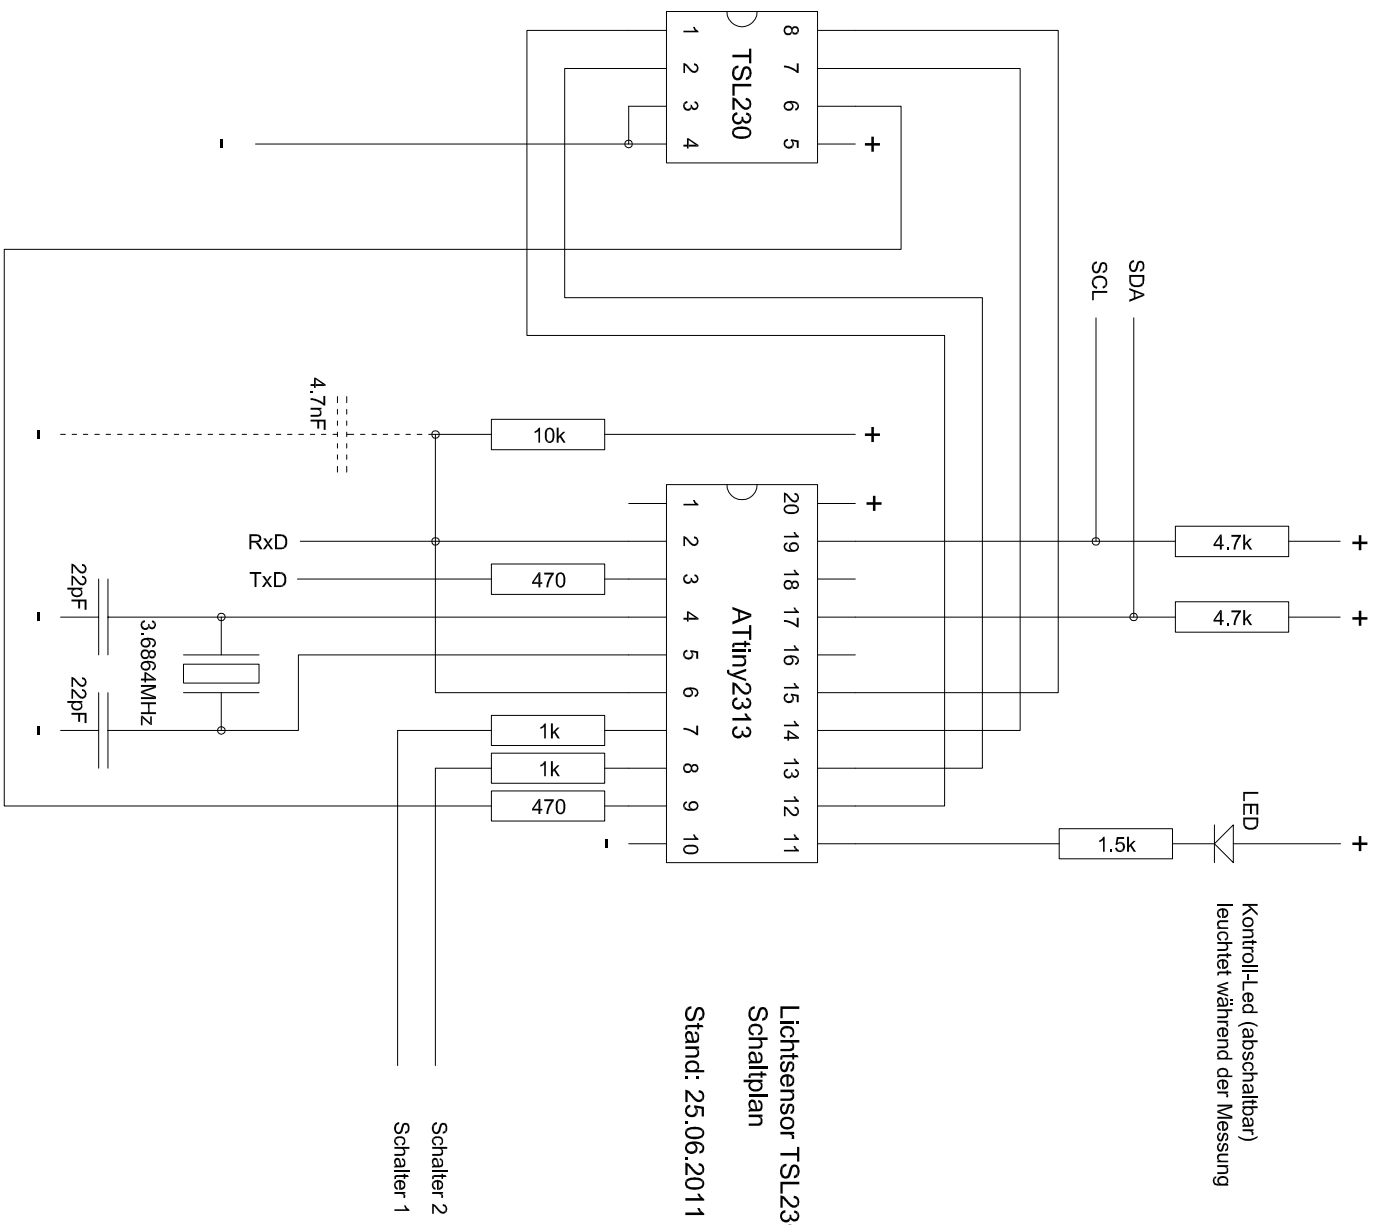 1
2
3
4
TSL230
8
7
6
5
+
-
SDA
SCL
4.7nF
-
10k
+
1
2
3
4
5
6
7
8
9
10
ATtiny2313
20
19
18
17
16
15
14
13
12
11
+
RxD
TxD
470
4.7k
+
4.7k
+
22pF
-
3.6864MHz
22pF
-
1k
1k
470
-
1.5k
LED
+
Kontroll-Led (abschaltbar)
leuchtet während der Messung
Lichtsensor TSL23
Schaltplan
Stand: 25.06.2011
Schalter 2
Schalter 1